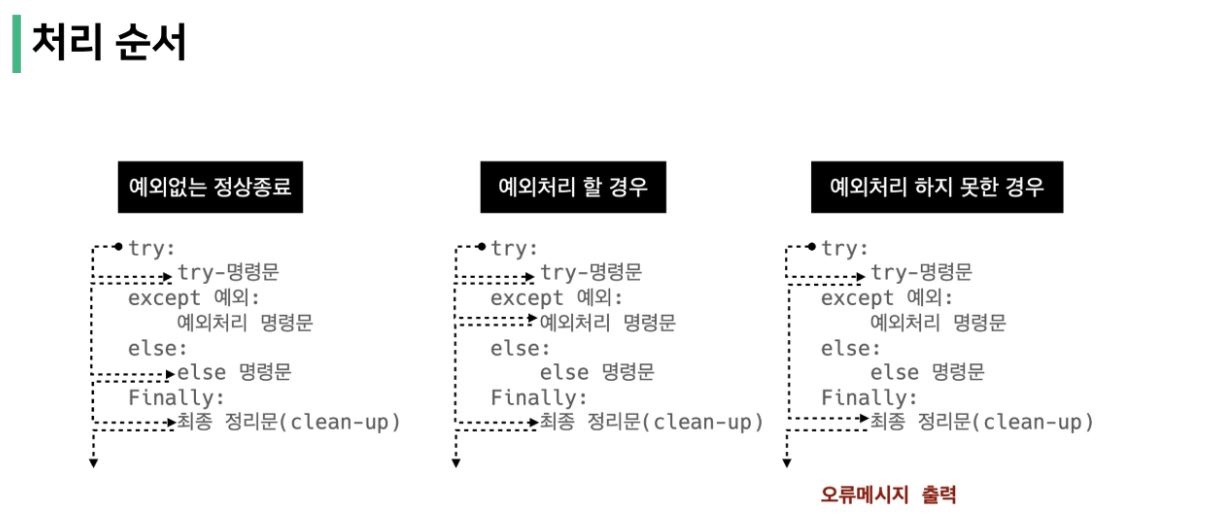 처리 순서
예외없는 정상종료
try:
try-명령문
except 예외:
예외처리 명령문
else:
else 명령문
Finally:
최종 정리문(clean-up)
예외처리 할 경우
try:
try-명령문
except 예외:
예외처리 명령문
else:
else 명령문
Finally:
최종 정리문(clean-up)
예외처리 하지 못한 경우
try:
try-명령문
except 예외:
예외처리 명령문
else:
else 명령문
Finally:
최종 정리문(clean-up)
오류메시지 출력